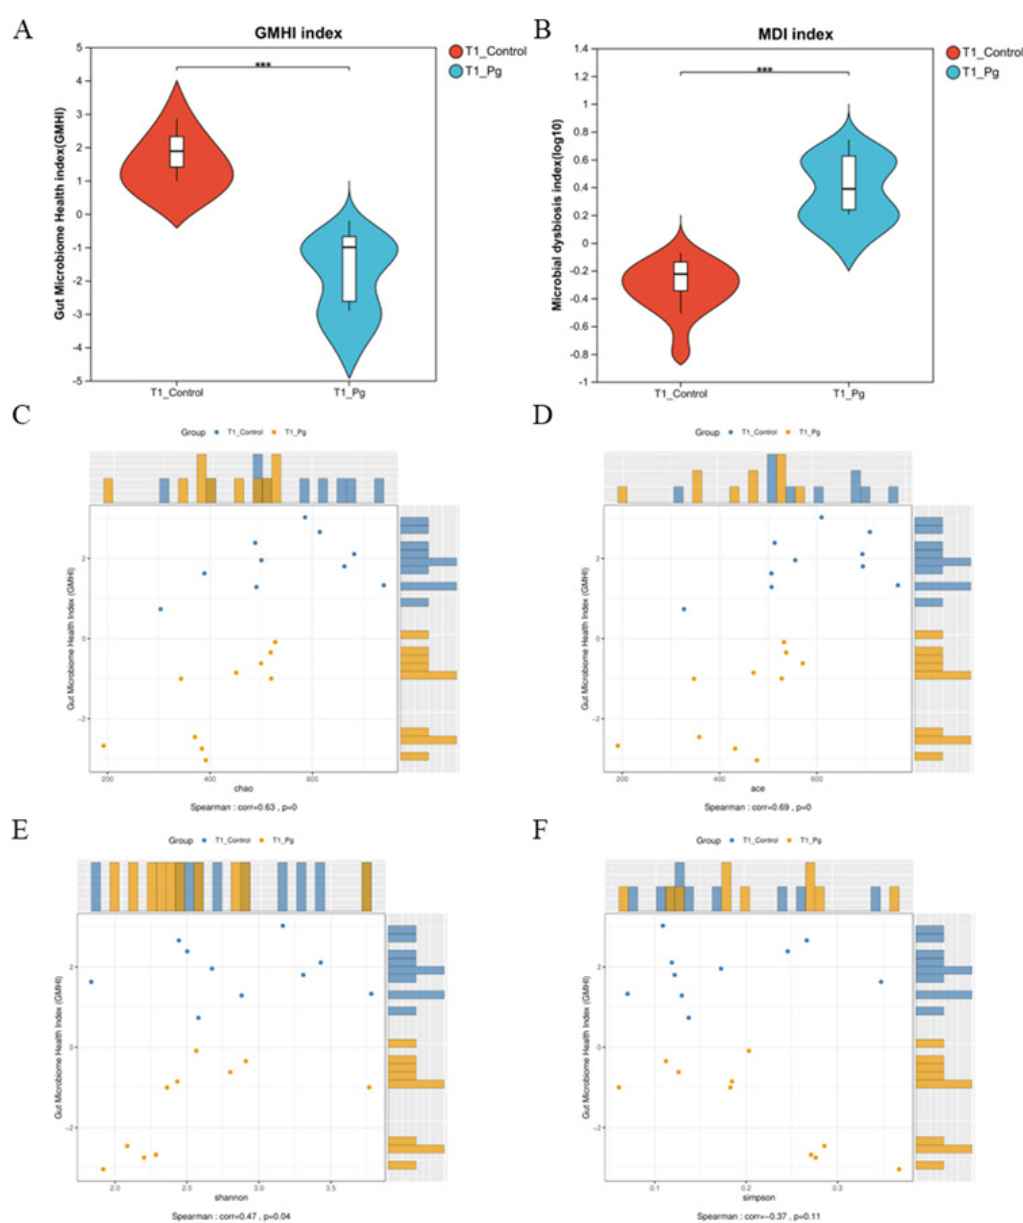 A
GMHI index
T1_Control
T1_Pg
Gut Microbiome Health index(GMHI)
5
4
3
2
1
0
-1
-2
-3
-4
-5
***
T1_Control
T1_Pg
B
MDI index
T1_Control
T1_Pg
Microbial dysbiosis index(log10)
1.4
1.2
1
0.8
0.6
0.4
0.2
0
-0.2
-0.4
-0.6
-0.8
-1
***
T1_Control
T1_Pg
C
Group T1_Control T1_Pg
Gut Microbiome Health Index (GMHI)
2
0
-2
200 400 600
chao
Spearman : corr=0.63 , p=0
D
Group T1_Control T1_Pg
Gut Microbiome Health Index (GMHI)
2
0
-2
200 400 600
ace
Spearman : corr=0.69 , p=0
E
Group T1_Control T1_Pg
Gut Microbiome Health Index (GMHI)
2
0
-2
2.0 2.5 3.0 3.5
shannon
Spearman : corr=0.47 , p=0.04
F
Group T1_Control T1_Pg
Gut Microbiome Health Index (GMHI)
2
0
-2
0.1 0.2 0.3
simpson
Spearman : corr=-0.37 , p=0.11